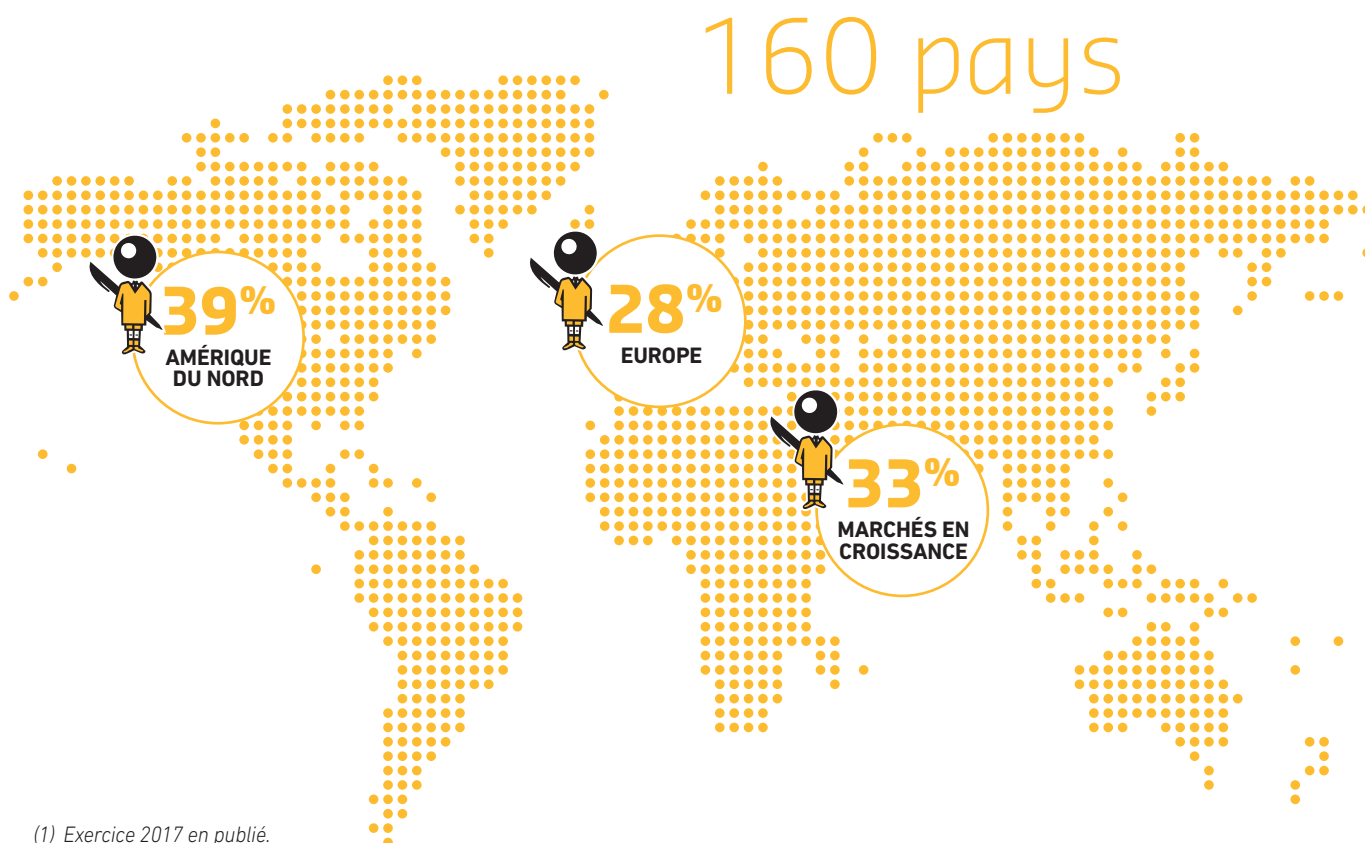 160 pays
39%
AMÉRIQUE
DU NORD
28%
EUROPE
33%
MARCHÉS EN
CROISSANCE
(1) Exercice 2017 en publié.